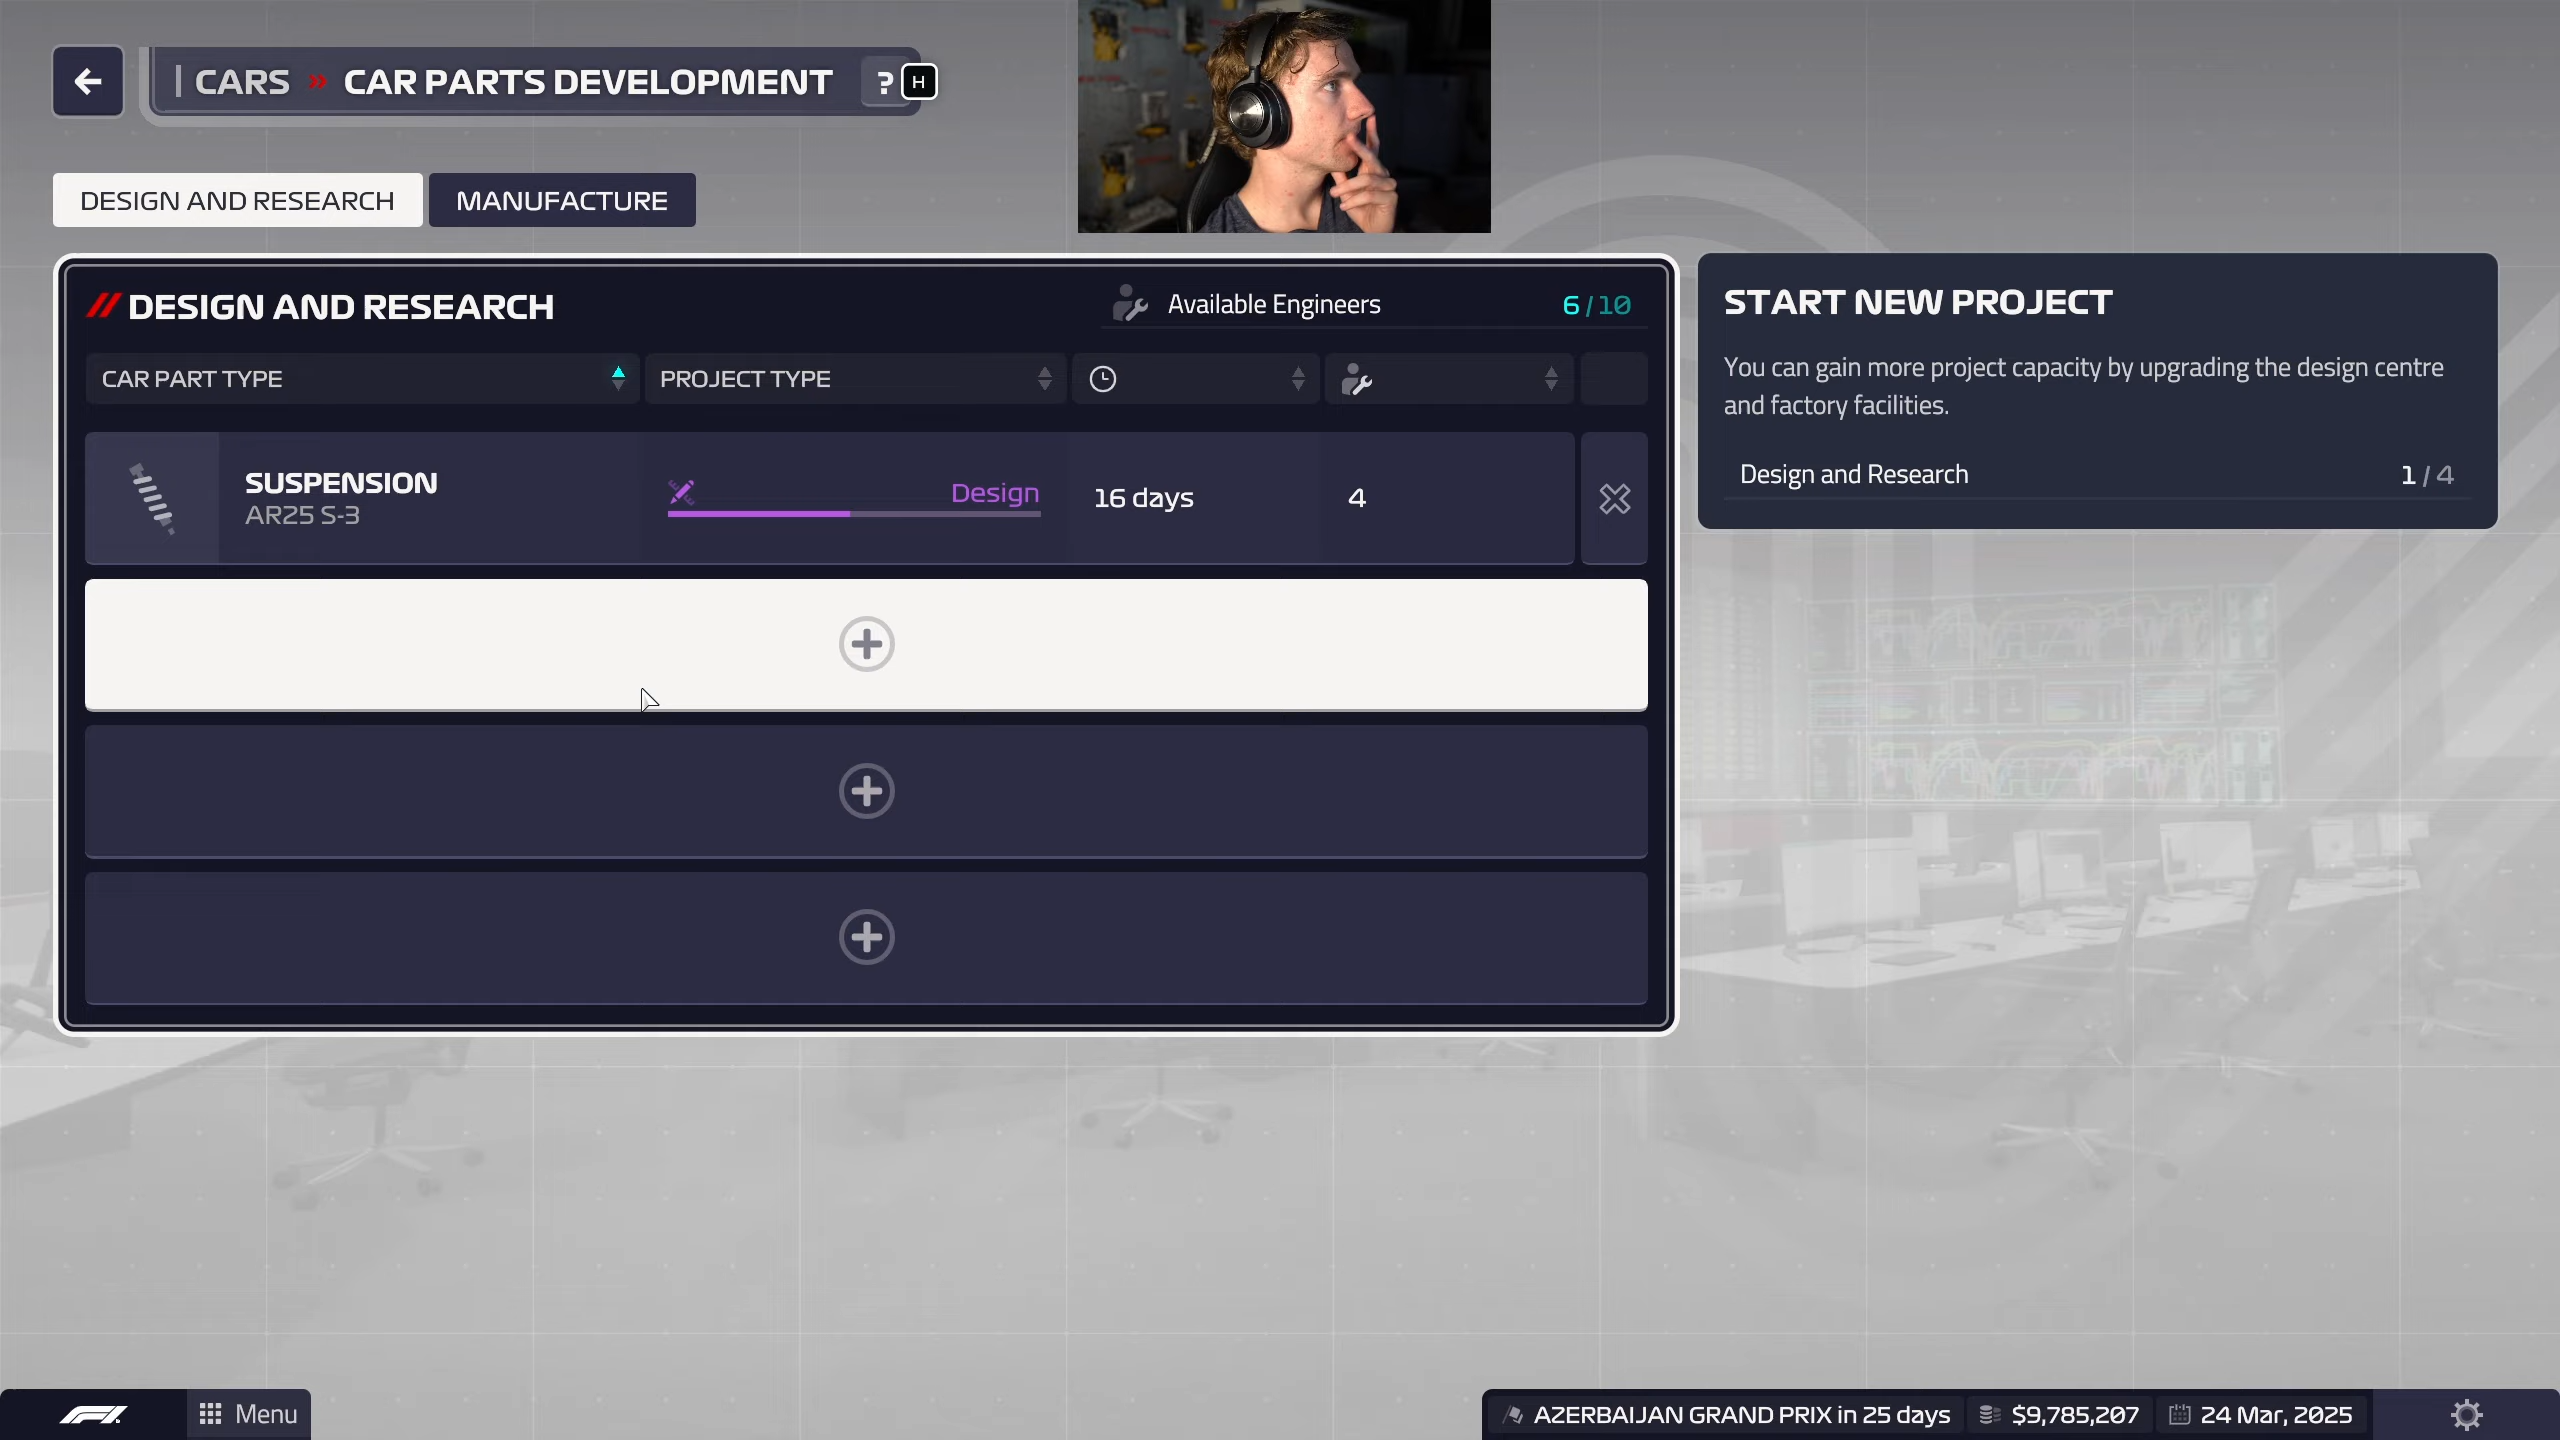 CARS » CAR PARTS DEVELOPMENT ? H
DESIGN AND RESEARCH MANUFACTURE
DESIGN AND RESEARCH
Available Engineers 6/10
CAR PART TYPE PROJECT TYPE
SUSPENSION
AR25 S-3
Design
16 days
4
START NEW PROJECT
You can gain more project capacity by upgrading the design centre
and factory facilities.
Design and Research 1 / 4
F1 Menu
AZERBAIJAN GRAND PRIX in 25 days $9,785,207 24 Mar, 2025